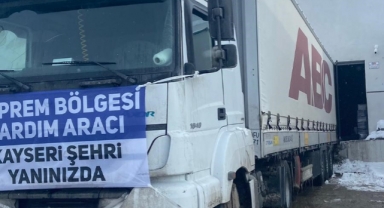 PREM BÖLGESİ
ARDIM ARACI
KAYSERİ ŞEHRİ
YANINIZDA
ABC